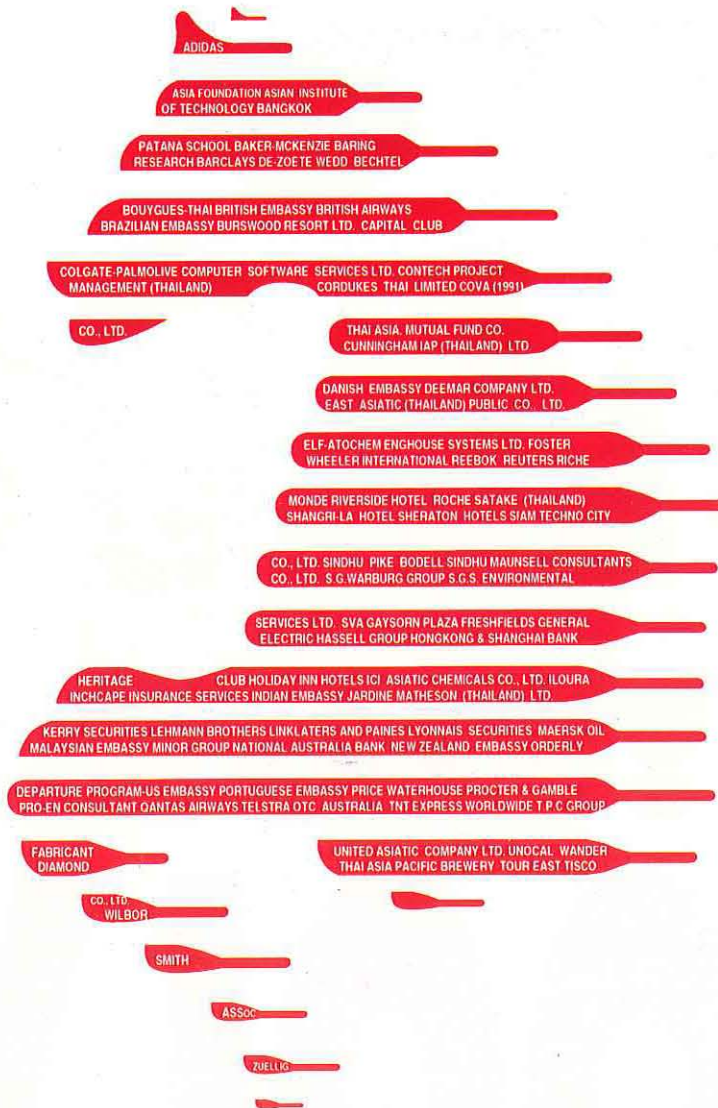 ADIDAS
ASIA FOUNDATION ASIAN INSTITUTE
OF TECHNOLOGY BANGKOK
PATANA SCHOOL BAKER-MCKENZIE BARING
RESEARCH BARCLAYS DE-ZOETE WEDD BECHTEL
BOUYGUES-THAI BRITISH EMBASSY BRITISH AIRWAYS
BRAZILIAN EMBASSY BURSWOOD RESORT LTD. CAPITAL CLUB
COLGATE-PALMOLIVE COMPUTER SOFTWARE SERVICES LTD. CONTECH PROJECT
MANAGEMENT (THAILAND) CORDUKES THAI LIMITED COVA (1991)
CO., LTD. THAI ASIA. MUTUAL FUND CO.
CUNNINGHAM IAP (THAILAND) LTD.
DANISH EMBASSY DEEMAR COMPANY LTD.
EAST ASIATIC (THAILAND) PUBLIC CO., LTD.
ELF-ATOCHEM ENGHOUSE SYSTEMS LTD. FOSTER
WHEELER INTERNATIONAL REEBOK REUTERS RICHE
MONDE RIVERSIDE HOTEL ROCHE SATAKE (THAILAND)
SHANGRI-LA HOTEL SHERATON HOTELS SIAM TECHNO CITY
CO., LTD. SINDHU PIKE BODELL SINDHU MAUNSELL CONSULTANTS
CO., LTD. S.G.WARBURG GROUP S.G.S. ENVIRONMENTAL
SERVICES LTD. SVA GAYSORN PLAZA FRESHFIELDS GENERAL
ELECTRIC HASSELL GROUP HONGKONG & SHANGHAI BANK
HERITAGE CLUB HOLIDAY INN HOTELS ICI ASIATIC CHEMICALS CO., LTD. ILOURA
INCHCAPE INSURANCE SERVICES INDIAN EMBASSY JARDINE MATHESON (THAILAND) LTD.
KERRY SECURITIES LEHMANN BROTHERS LINKLATERS AND PAINES LYONNAIS SECURITIES MAERSK OIL
MALAYSIAN EMBASSY MINOR GROUP NATIONAL AUSTRALIA BANK NEW ZEALAND EMBASSY ORDERLY
DEPARTURE PROGRAM-US EMBASSY PORTUGUESE EMBASSY PRICE WATERHOUSE PROCTER & GAMBLE
PRO-EN CONSULTANT QANTAS AIRWAYS TELSTRA OTC AUSTRALIA TNT EXPRESS WORLDWIDE T.P.C GROUP
FABRICANT UNITED ASIATIC COMPANY LTD. UNOCAL WANDER
DIAMOND THAI ASIA PACIFIC BREWERY TOUR EAST TISCO
CO., LTD.
WILBOR
SMITH
ASSOC
ZUELLIG